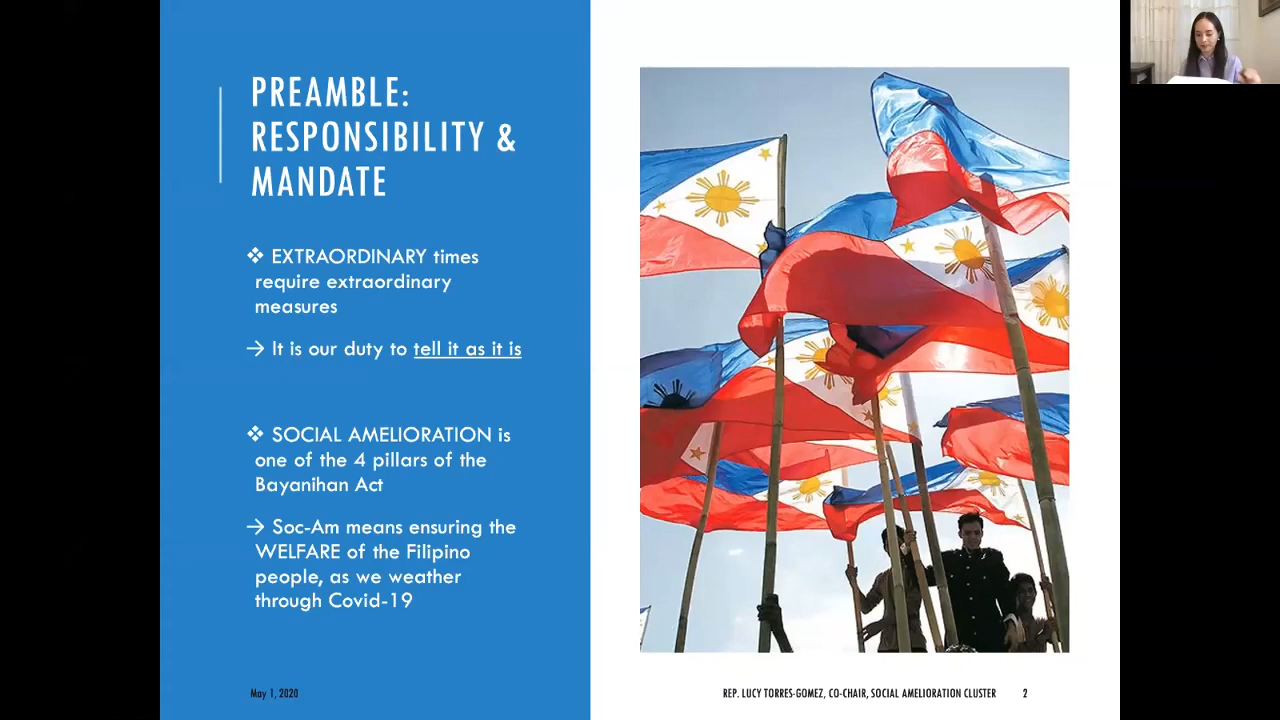 PREAMBLE:
RESPONSIBILITY &
MANDATE
❖ EXTRAORDINARY times
require extraordinary
measures
→ It is our duty to tell it as it is
❖ SOCIAL AMELIORATION is
one of the 4 pillars of the
Bayanihan Act
→ Soc-Am means ensuring the
WELFARE of the Filipino
people, as we weather
through Covid-19
May 1, 2020
REP. LUCY TORRES-GOMEZ, CO-CHAIR, SOCIAL AMELIORATION CLUSTER 2